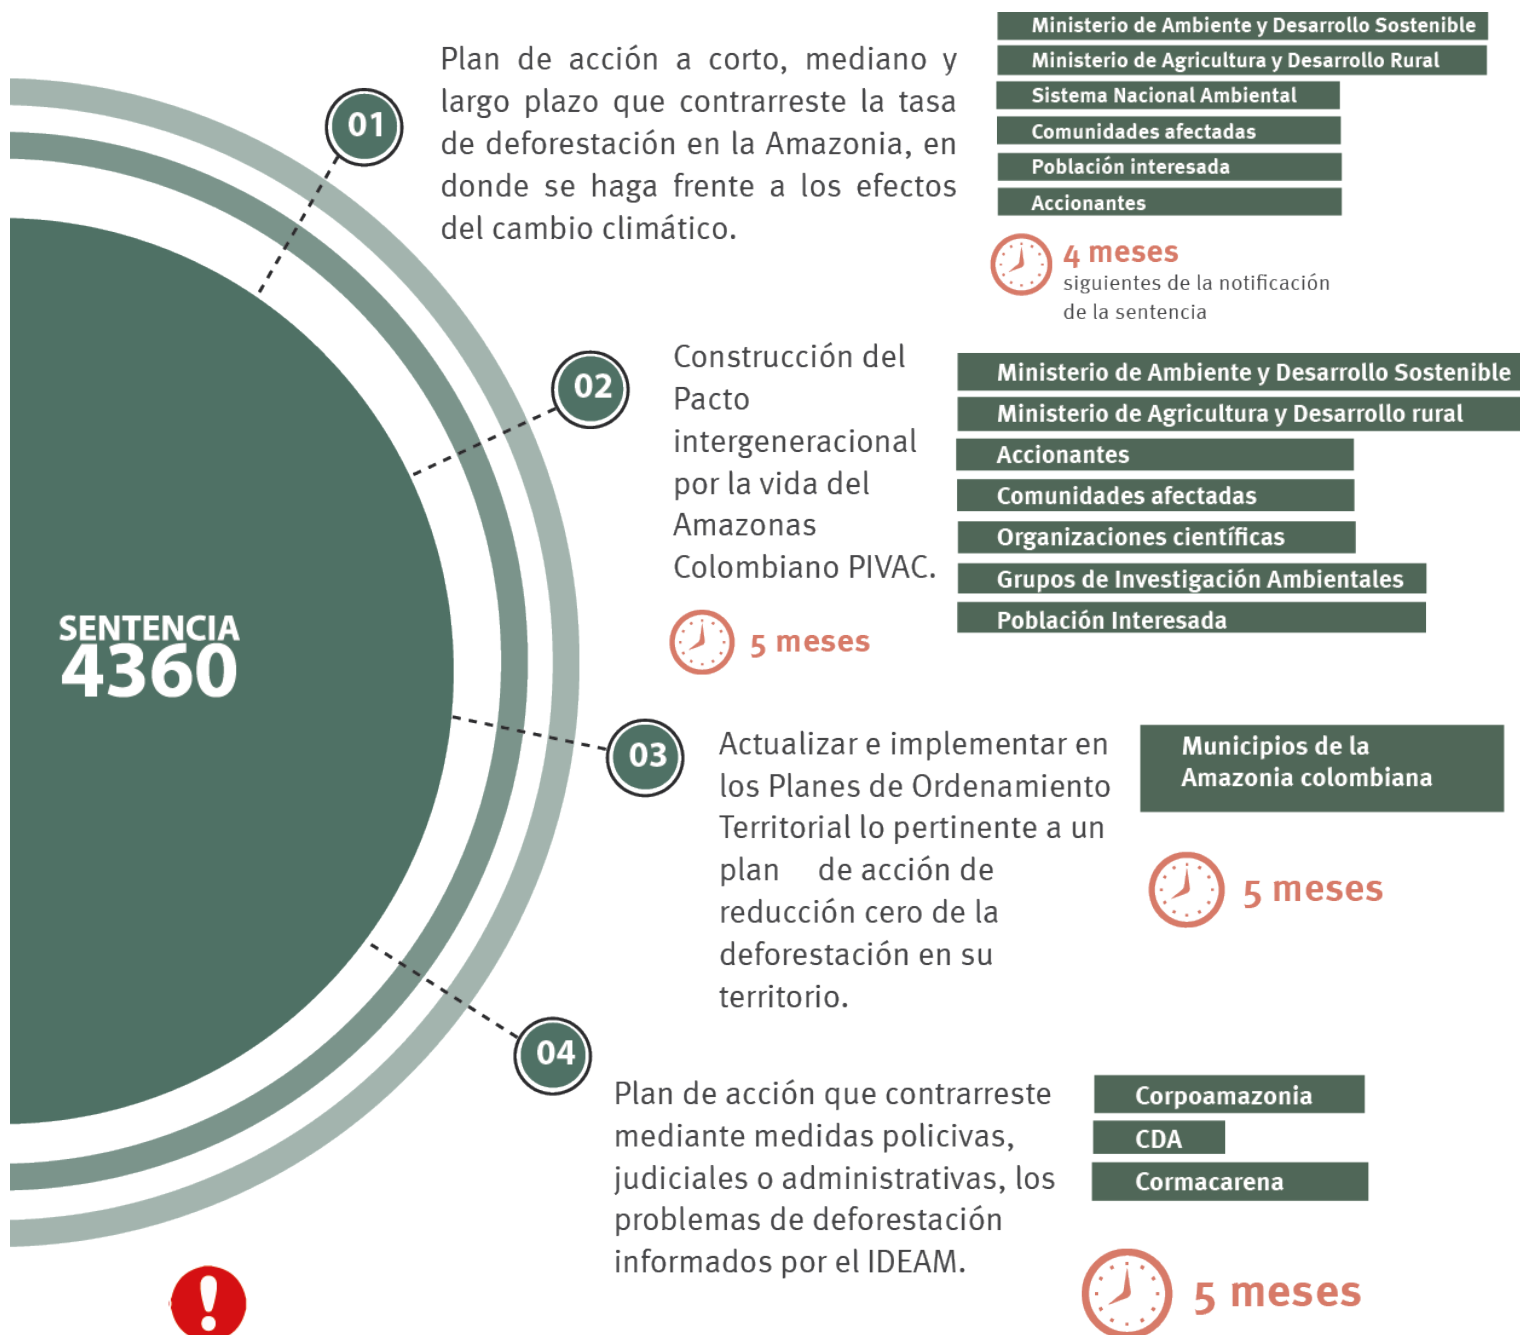 SENTENCIA
4360
01
Plan de acción a corto, mediano y
largo plazo que contrarreste la tasa
de deforestación en la Amazonia, en
donde se haga frente a los efectos
del cambio climático.
Ministerio de Ambiente y Desarrollo Sostenible
Ministerio de Agricultura y Desarrollo Rural
Sistema Nacional Ambiental
Comunidades afectadas
Población interesada
Accionantes
4 meses
siguientes de la notificación
de la sentencia
02
Construcción del
Pacto
intergeneracional
por la vida del
Amazonas
Colombiano PIVAC.
5 meses
Ministerio de Ambiente y Desarrollo Sostenible
Ministerio de Agricultura y Desarrollo rural
Accionantes
Comunidades afectadas
Organizaciones científicas
Grupos de Investigación Ambientales
Población Interesada
03
Actualizar e implementar en
los Planes de Ordenamiento
Territorial lo pertinente a un
plan de acción de
reducción cero de la
deforestación en su
territorio.
Municipios de la
Amazonia colombiana
5 meses
04
Plan de acción que contrarreste
mediante medidas policivas,
judiciales o administrativas, los
problemas de deforestación
informados por el IDEAM.
Corpoamazonia
CDA
Cormacarena
5 meses
!